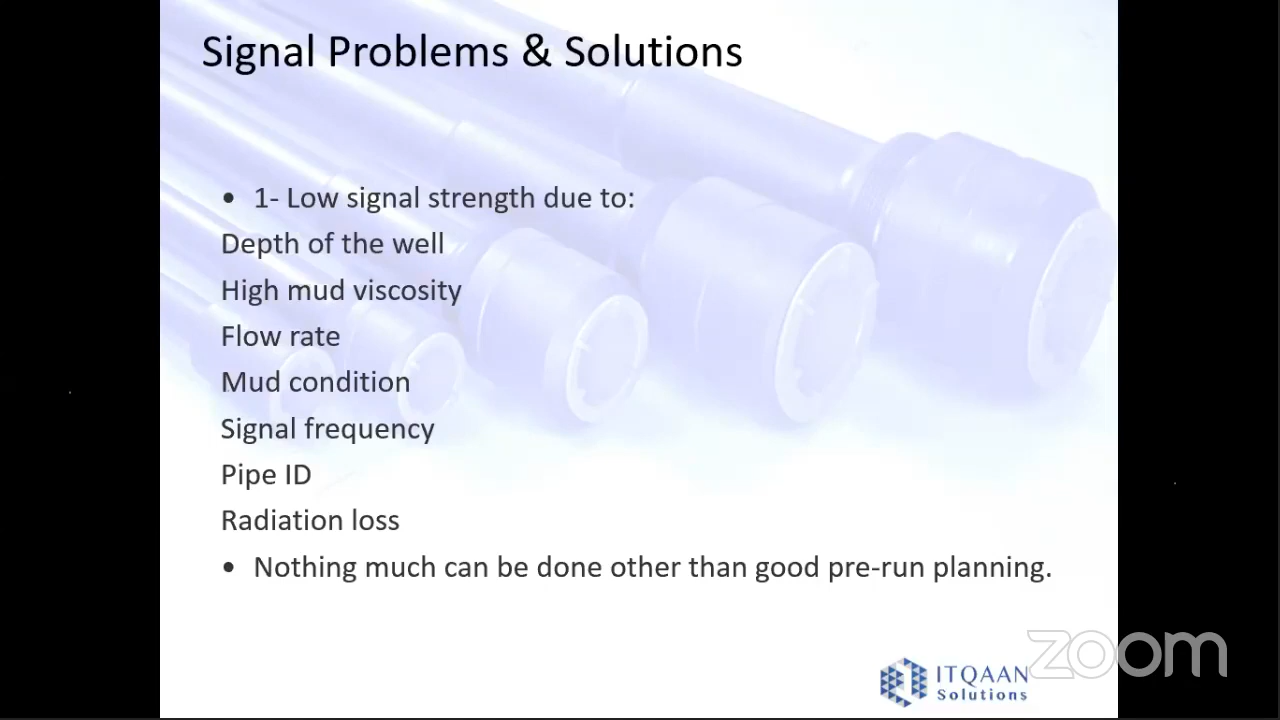 Signal Problems & Solutions
• 1- Low signal strength due to:
Depth of the well
High mud viscosity
Flow rate
Mud condition
Signal frequency
Pipe ID
Radiation loss
• Nothing much can be done other than good pre-run planning.
zoom
ITQAAN
Solutions